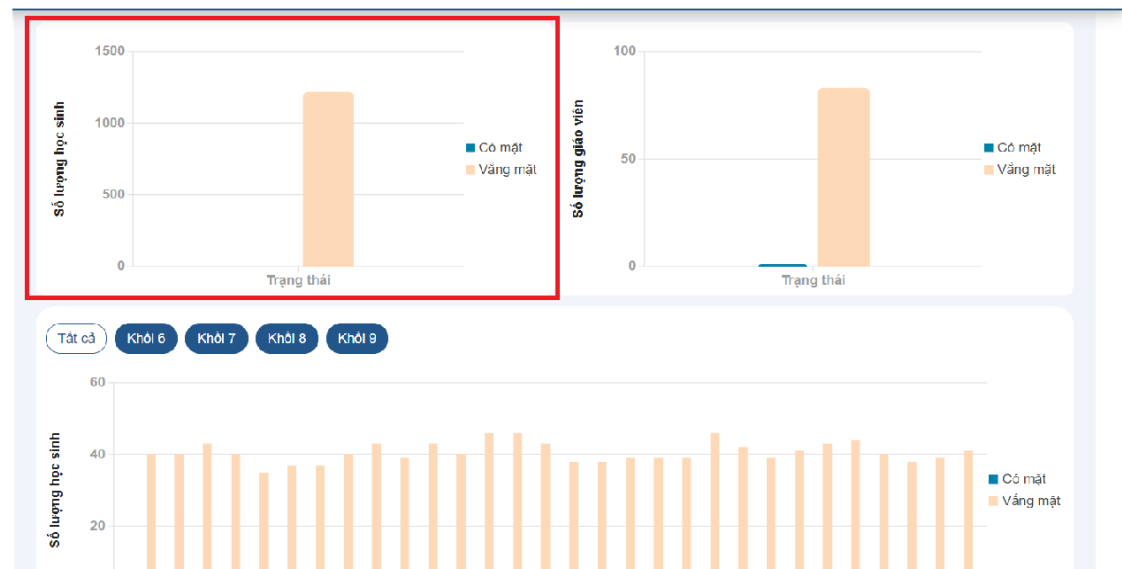 Số lượng học sinh
1500
1000
500
0
Trạng thái
Có mặt
Vắng mặt
Số lượng giáo viên
100
50
0
Trạng thái
Có mặt
Vắng mặt
Tất cả
Khối 6
Khối 7
Khối 8
Khối 9
Số lượng học sinh
60
40
20
Có mặt
Vắng mặt